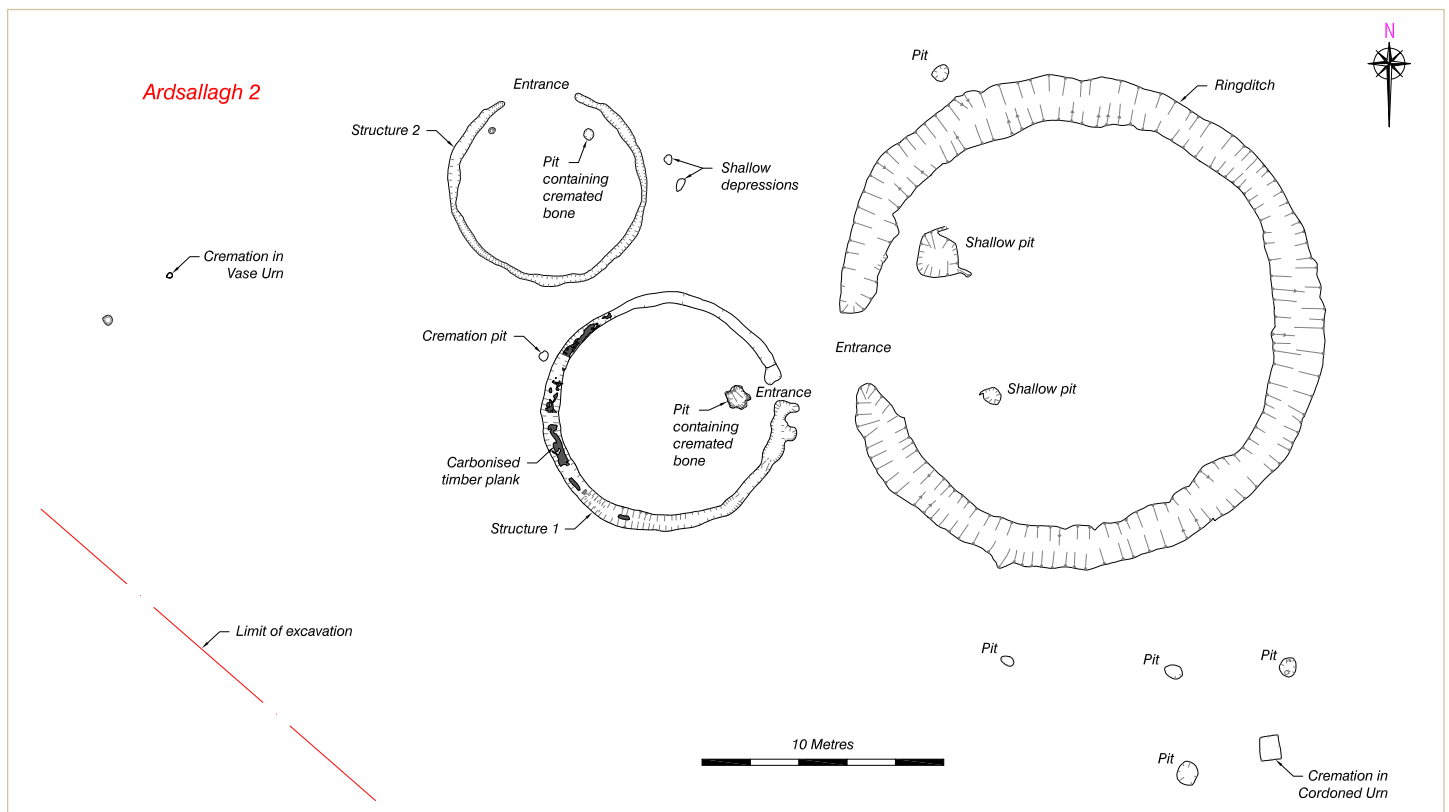 N
Ardsallagh 2
Entrance
Structure 2
Pit
containing
cremated
bone
Shallow
depressions
Pit
Ringditch
Cremation in
Vase Urn
Shallow pit
Cremation pit
Entrance
Entrance
Pit
containing
cremated
bone
Shallow pit
Carbonised
timber plank
Structure 1
Limit of excavation
Pit
Pit
Pit
10 Metres
Pit
Cremation in
Cordoned Urn